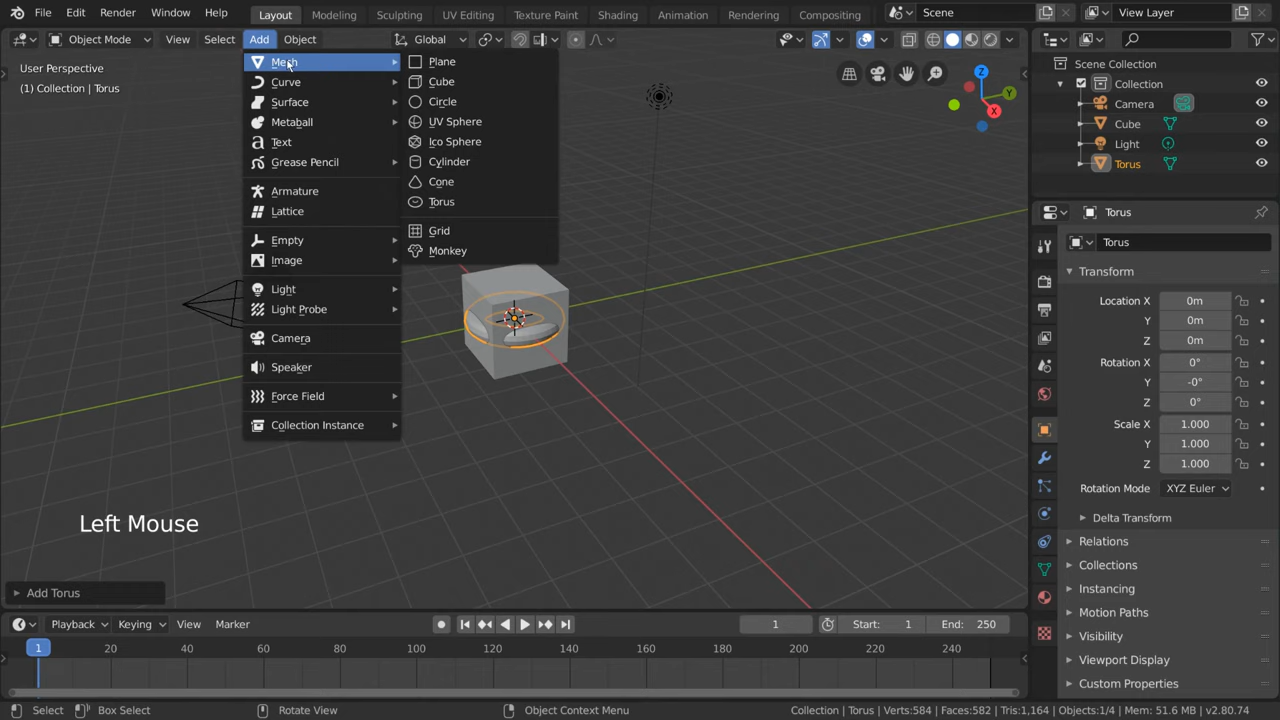 File Edit Render Window Help Layout Modeling Sculpting UV Editing Texture Paint Shading Animation Rendering Compositing Scene View Layer
Object Mode View Select Add Object Global
User Perspective
(1) Collection | Torus
Mesh
Curve
Surface
Metaball
Text
Grease Pencil
Armature
Lattice
Empty
Image
Light
Light Probe
Camera
Speaker
Force Field
Collection Instance
Plane
Cube
Circle
UV Sphere
Ico Sphere
Cylinder
Cone
Torus
Grid
Monkey
Z
Y
X
Scene Collection
Collection
Camera
Cube
Light
Torus
Torus
Torus
Transform
Location X 0m
Y 0m
Z 0m
Rotation X 0°
Y -0°
Z 0°
Scale X 1.000
Y 1.000
Z 1.000
Rotation Mode XYZ Euler
Delta Transform
Relations
Collections
Instancing
Motion Paths
Visibility
Viewport Display
Custom Properties
Left Mouse
Add Torus
Playback Keying View Marker 1 Start: 1 End: 250
1 20 40 60 80 100 120 140 160 180 200 220 240
Select Box Select Rotate View Object Context Menu Collection | Torus | Verts:584 | Faces:582 | Tris:1,164 | Objects:1/4 | Mem: 51.6 MB | v2.80.74